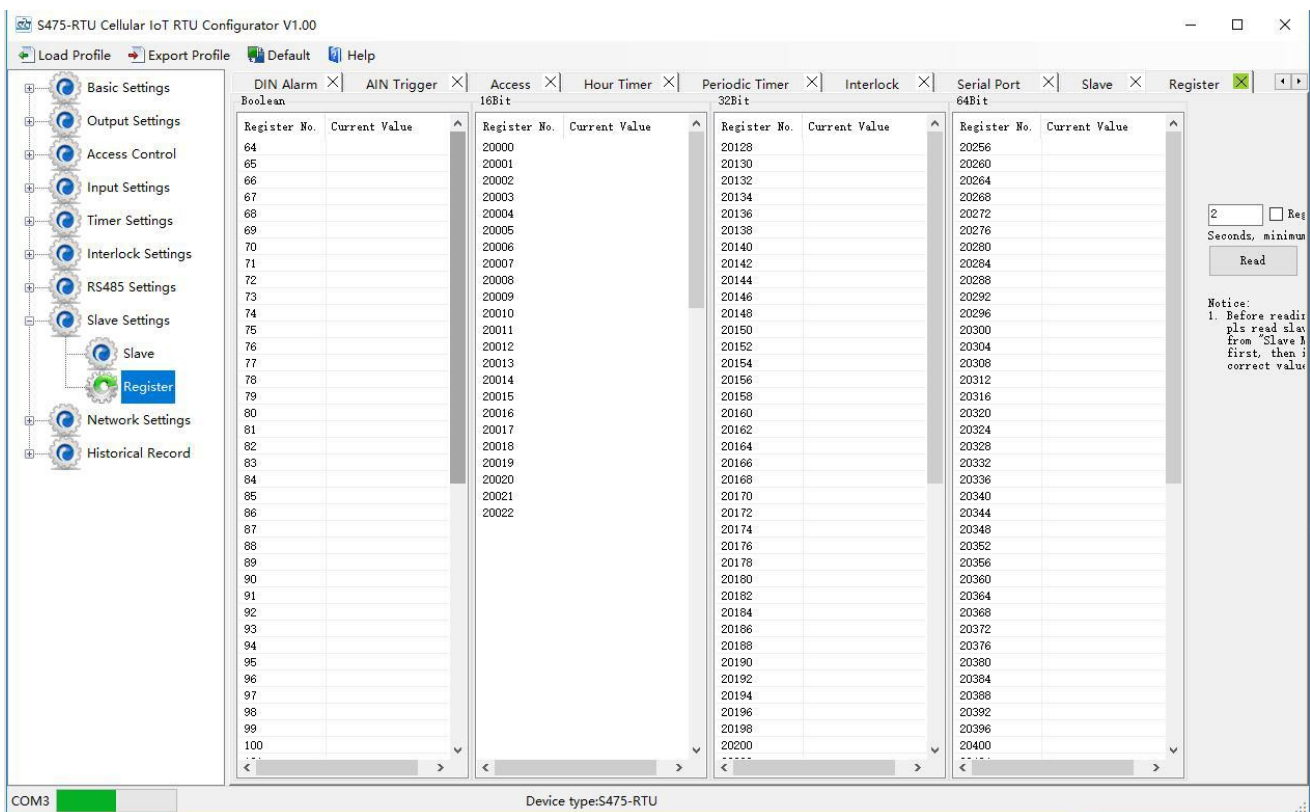 S475-RTU Cellular IoT RTU Configurator V1.00
Load Profile Export Profile Default Help
Basic Settings
Output Settings
Access Control
Input Settings
Timer Settings
Interlock Settings
RS485 Settings
Slave Settings
Slave
Register
Network Settings
Historical Record
DIN Alarm AIN Trigger Access Hour Timer Periodic Timer Interlock Serial Port Slave Register
Boolean 16Bit 32Bit 64Bit
Register No. Current Value Register No. Current Value Register No. Current Value Register No. Current Value
64 20000 20128 20256
65 20001 20130 20260
66 20002 20132 20264
67 20003 20134 20268
68 20004 20136 20272
69 20005 20138 20276
70 20006 20140 20280
71 20007 20142 20284
72 20008 20144 20288
73 20009 20146 20292
74 20010 20148 20296
75 20011 20150 20300
76 20012 20152 20304
77 20013 20154 20308
78 20014 20156 20312
79 20015 20158 20316
80 20016 20160 20320
81 20017 20162 20324
82 20018 20164 20328
83 20019 20166 20332
84 20020 20168 20336
85 20021 20170 20340
86 20022 20172 20344
87 20174 20348
88 20176 20352
89 20178 20356
90 20180 20360
91 20182 20364
92 20184 20368
93 20186 20372
94 20188 20376
95 20190 20380
96 20192 20384
97 20194 20388
98 20196 20392
99 20198 20396
100 20200 20400
2
Seconds, minimum
Read
Notice:
1. Before
pls read
from "Slave
first, then
correct
COM3 Device type:S475-RTU